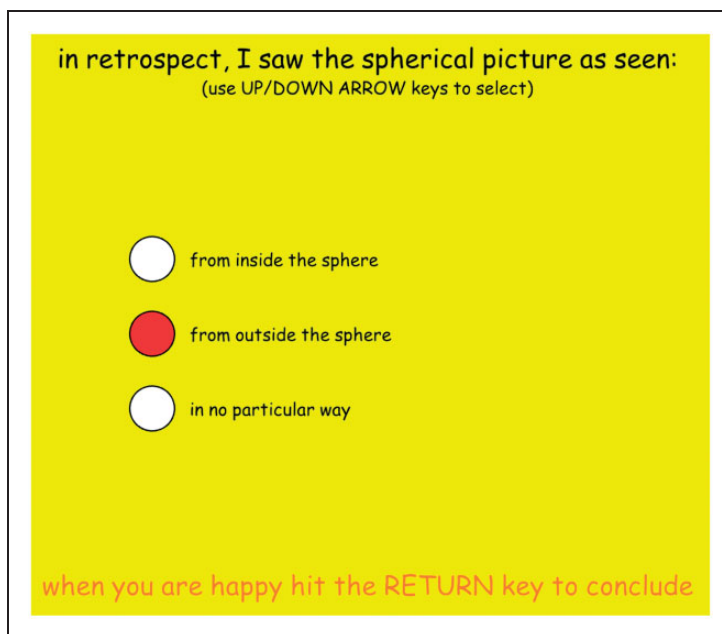 in retrospect, I saw the spherical picture as seen:
(use UP/DOWN ARROW keys to select)
from inside the sphere
from outside the sphere
in no particular way
when you are happy hit the RETURN key to conclude